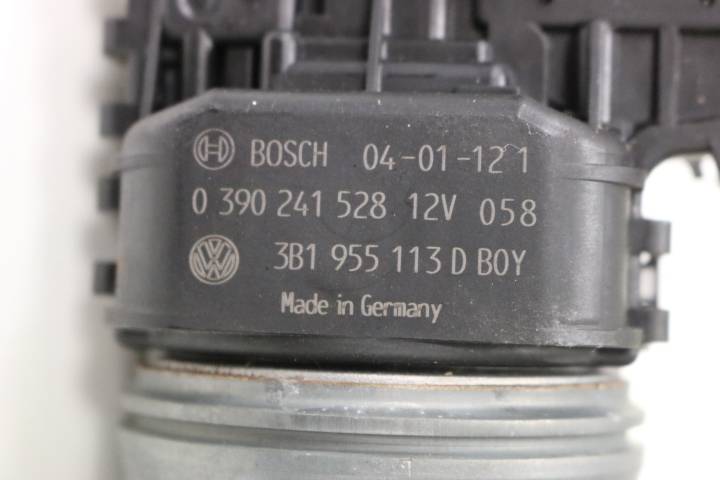 BOSCH 04-01-12 1
0 390 241 528 12V 058
3B1 955 113 D BOY
Made in Germany